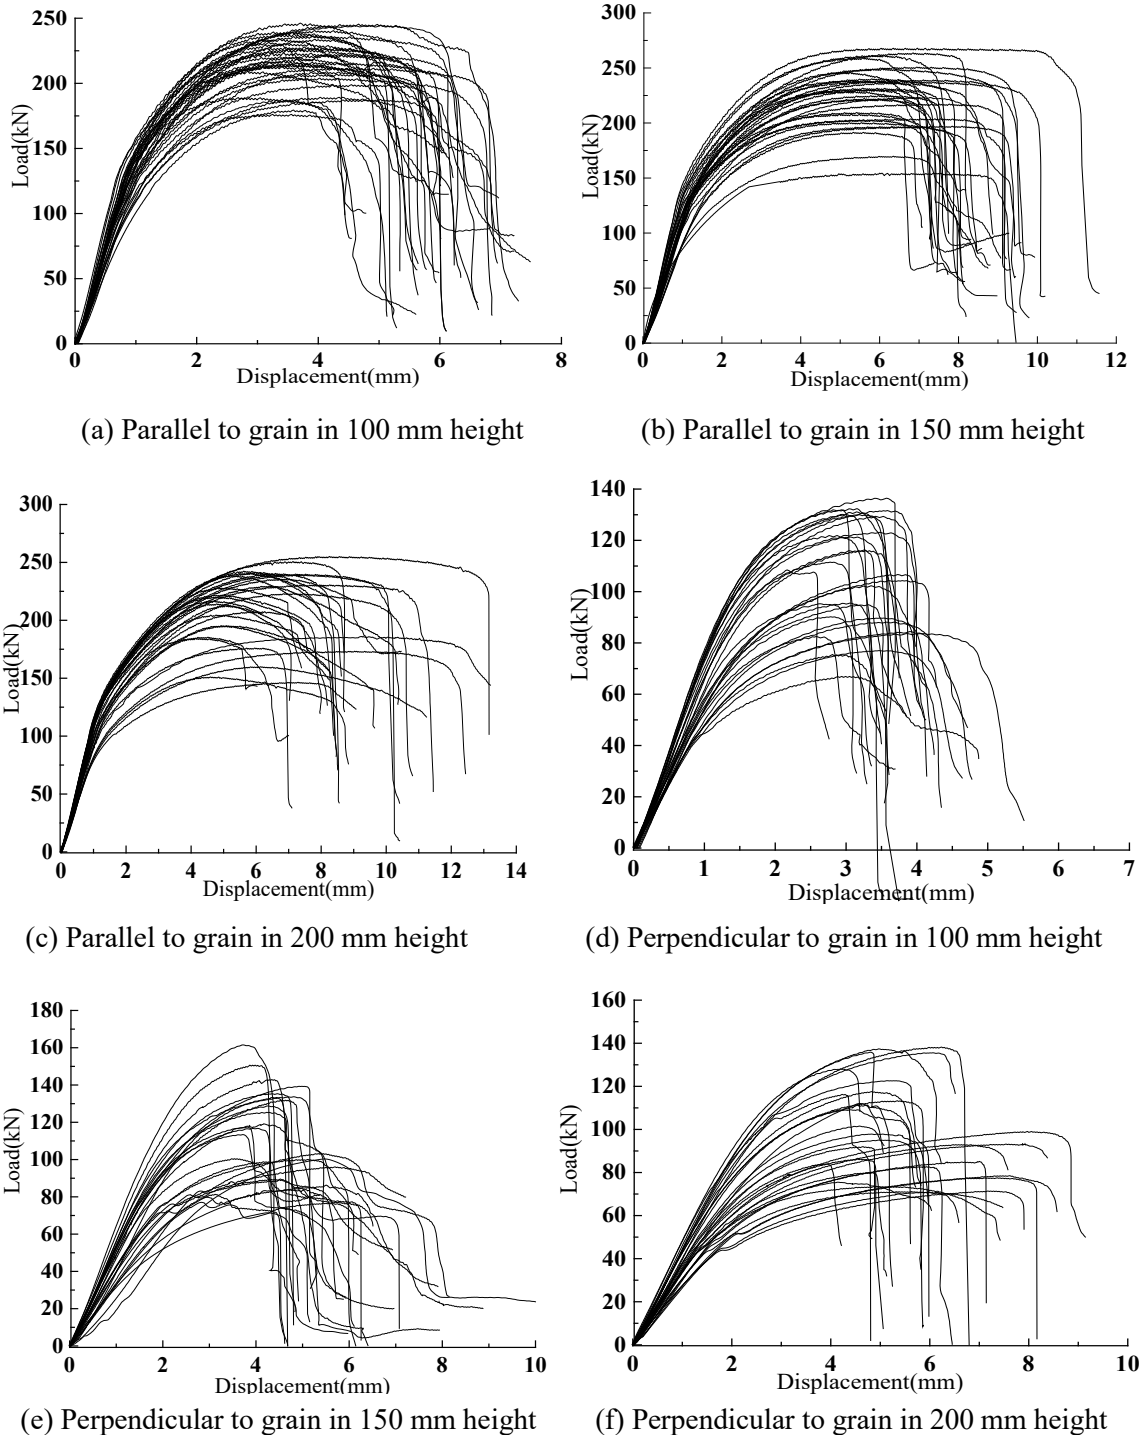 250
200
150
100
50
0
Load(kN)
0 2 4 6 8
Displacement(mm)
(a) Parallel to grain in 100 mm height
300
250
200
150
100
50
0
Load(kN)
0 2 4 6 8 10 12
Displacement(mm)
(b) Parallel to grain in 150 mm height
300
250
200
150
100
50
0
Load(kN)
0 2 4 6 8 10 12 14
Displacement(mm)
(c) Parallel to grain in 200 mm height
140
120
100
80
60
40
20
0
Load(kN)
0 1 2 3 4 5 6 7
Displacement(mm)
(d) Perpendicular to grain in 100 mm height
180
160
140
120
100
80
60
40
20
0
Load(kN)
0 2 4 6 8 10
Displacement(mm)
(e) Perpendicular to grain in 150 mm height
160
140
120
100
80
60
40
20
0
Load(kN)
0 2 4 6 8 10
Displacement(mm)
(f) Perpendicular to grain in 200 mm height